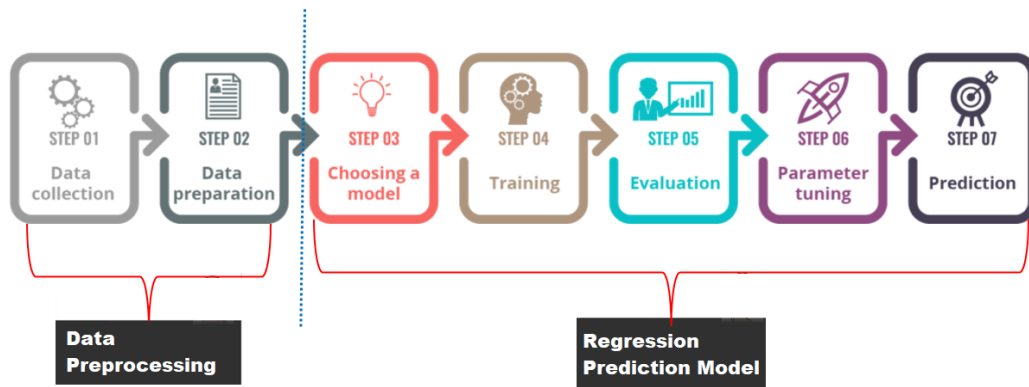 STEP 01
Data
collection
STEP 02
Data
preparation
STEP 03
Choosing a
model
STEP 04
Training
STEP 05
Evaluation
STEP 06
Parameter
tuning
STEP 07
Prediction
Data
Preprocessing
Regression
Prediction Model